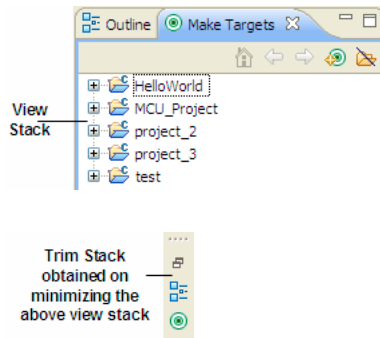 Outline Make Targets
HelloWorld
MCU_Project
project_2
project_3
test
View
Stack
Trim Stack
obtained on
minimizing the
above view stack